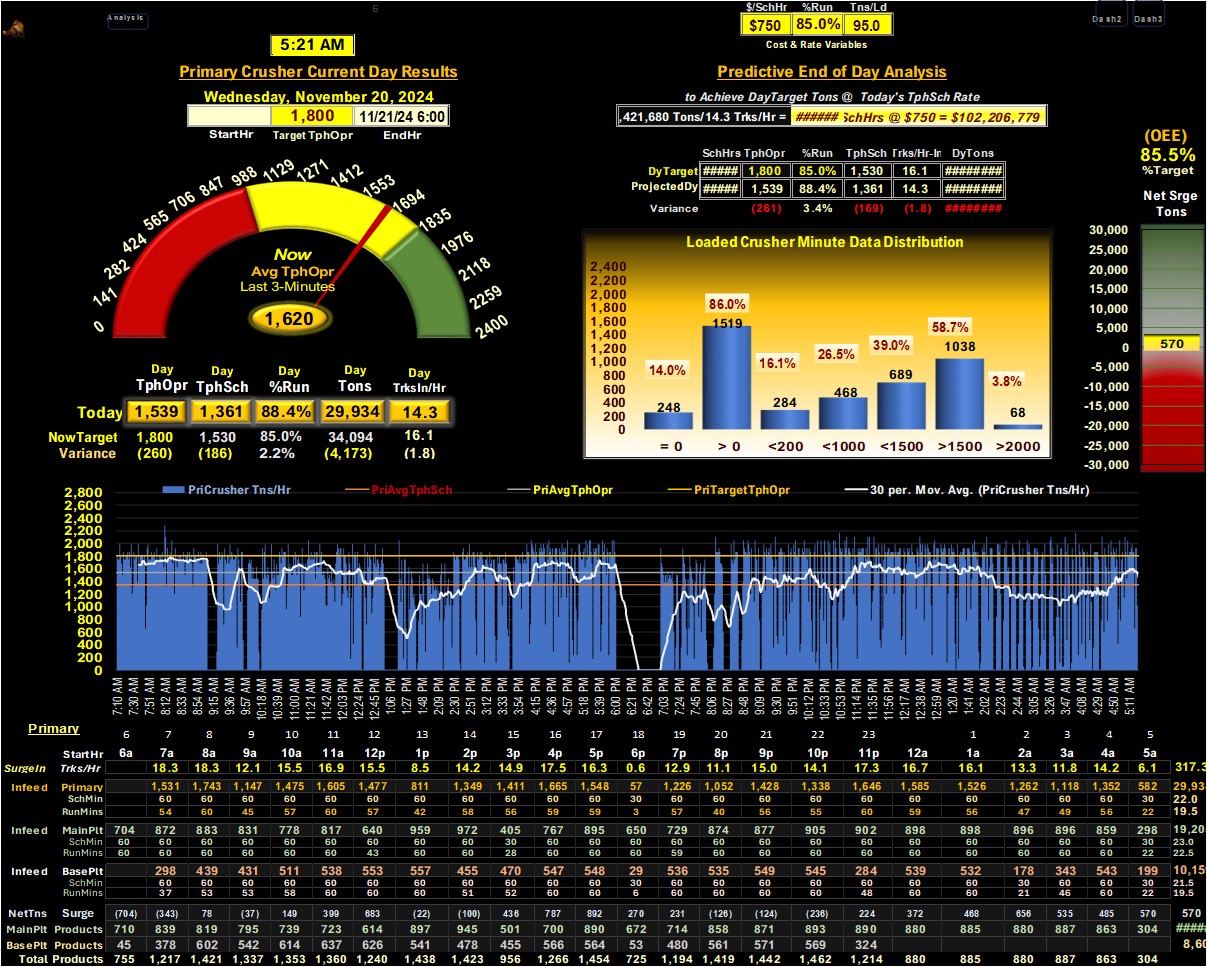 6
Analysis
$/SchHr %Run Tns/Ld
$750 85.0% 95.0
Cost & Rate Variables
Dash2 Dash3
5:21 AM
Primary Crusher Current Day Results
Wednesday, November 20, 2024
1,800 11/21/24 6:00
StartHr Target TphOpr EndHr
Predictive End of Day Analysis
to Achieve DayTarget Tons @ Today's TphSch Rate
,421,680 Tons/14.3 Trks/Hr = ###### SchHrs @ $750 = $102,206,779
SchHrs TphOpr %Run TphSch Trks/Hr-In DyTons
DyTarget ##### 1,800 85.0% 1,530 16.1 ########
ProjectedDy ##### 1,539 88.4% 1,361 14.3 ########
Variance (261) 3.4% (169) (1.8) ########
(OEE)
85.5%
%Target
Net Srge
Tons
30,000
25,000
20,000
15,000
10,000
5,000
0
-5,000
-10,000
-15,000
-20,000
-25,000
-30,000
570
0 141 282 424 565 706 847 988 1129 1271 1412 1553 1694 1835 1976 2118 2259 2400
Now
Avg TphOpr
Last 3-Minutes
1,620
Day Day Day Day Day
TphOpr TphSch %Run Tons TrksIn/Hr
Today 1,539 1,361 88.4% 29,934 14.3
NowTarget 1,800 1,530 85.0% 34,094 16.1
Variance (260) (186) 2.2% (4,173) (1.8)
Loaded Crusher Minute Data Distribution
2,400
2,200
2,000
1,800
1,600
1,400
1,200
1,000
800
600
400
200
0
14.0% 86.0% 16.1% 26.5% 39.0% 58.7% 3.8%
248 1519 284 468 689 1038 68
= 0 > 0 <200 <1000 <1500 >1500 >2000
PriCrusher Tns/Hr PriAvgTphSch PriAvgTphOpr PriTargetTphOpr 30 per. Mov. Avg. (PriCrusher Tns/Hr)
2,800
2,600
2,400
2,200
2,000
1,800
1,600
1,400
1,200
1,000
800
600
400
200
0
7:10 AM 7:30 AM 7:51 AM 8:12 AM 8:33 AM 8:54 AM 9:15 AM 9:36 AM 9:57 AM 10:18 AM 10:39 AM 11:00 AM 11:21 AM 11:42 AM 12:03 PM 12:24 PM 12:45 PM 1:06 PM 1:27 PM 1:48 PM 2:09 PM 2:30 PM 2:51 PM 3:12 PM 3:33 PM 3:54 PM 4:15 PM 4:36 PM 4:57 PM 5:18 PM 5:39 PM 6:00 PM 6:21 PM 6:42 PM 7:03 PM 7:24 PM 7:45 PM 8:06 PM 8:27 PM 8:48 PM 9:09 PM 9:30 PM 9:51 PM 10:12 PM 10:32 PM 10:53 PM 11:14 PM 11:35 PM 11:56 PM 12:17 AM 12:38 AM 12:59 AM 1:20 AM 1:41 AM 2:02 AM 2:23 AM 2:44 AM 3:05 AM 3:26 AM 3:47 AM 4:08 AM 4:29 AM 4:50 AM 5:11 AM
Primary 6 7 8 9 10 11 12 13 14 15 16 17 18 19 20 21 22 23 1 2 3 4 5
StartHr 6a 7a 8a 9a 10a 11a 12p 1p 2p 3p 4p 5p 6p 7p 8p 9p 10p 11p 12a 1a 2a 3a 4a 5a
SurgeIn Trks/Hr 18.3 18.3 12.1 15.5 16.9 15.5 8.5 14.2 14.9 17.5 16.3 0.6 12.9 11.1 15.0 14.1 17.3 16.7 16.1 13.3 11.8 14.2 6.1 317.3
Infeed Primary 1,531 1,743 1,147 1,475 1,605 1,477 811 1,349 1,411 1,665 1,548 57 1,226 1,052 1,428 1,338 1,646 1,585 1,526 1,262 1,118 1,352 582 29,934
SchMin 60 60 60 60 60 60 60 60 60 60 60 30 60 60 60 60 60 60 60 60 60 60 30 22.0
RunMins 54 60 45 57 60 57 42 58 56 59 59 3 57 40 56 55 60 59 56 47 49 56 22 19.5
Infeed MainPlt 704 872 883 831 778 817 640 959 972 405 767 895 650 729 874 877 905 902 898 898 896 896 859 298 19,205
SchMin 60 60 60 60 60 60 60 60 60 30 60 60 60 60 60 60 60 60 60 60 60 60 60 30 23.0
RunMins 60 60 60 60 60 60 43 60 60 28 60 60 60 59 60 60 60 60 60 60 60 60 60 22 22.5
Infeed BasePlt 298 439 431 511 538 553 557 455 470 547 548 29 536 535 549 545 284 539 532 178 343 543 199 10,159
SchMin 60 60 60 60 60 60 60 60 60 60 60 30 60 60 60 60 60 60 60 30 60 60 30 21.5
RunMins 37 53 53 58 60 60 60 51 52 60 60 6 60 60 60 60 48 60 60 21 46 60 22 19.5
NetTns Surge (704) (343) 78 (37) 149 399 683 (22) (100) 436 787 892 270 231 (126) (124) (236) 224 372 468 656 535 485 570 570
MainPlt Products 710 839 819 795 739 723 614 897 945 501 700 890 672 714 858 871 893 890 880 885 880 887 863 304 #####
BasePlt Products 45 378 602 542 614 637 626 541 478 455 566 564 53 480 561 571 569 324 8,60
Total Products 755 1,217 1,421 1,337 1,353 1,360 1,240 1,438 1,423 956 1,266 1,454 725 1,194 1,419 1,442 1,462 1,214 880 885 880 887 863 304